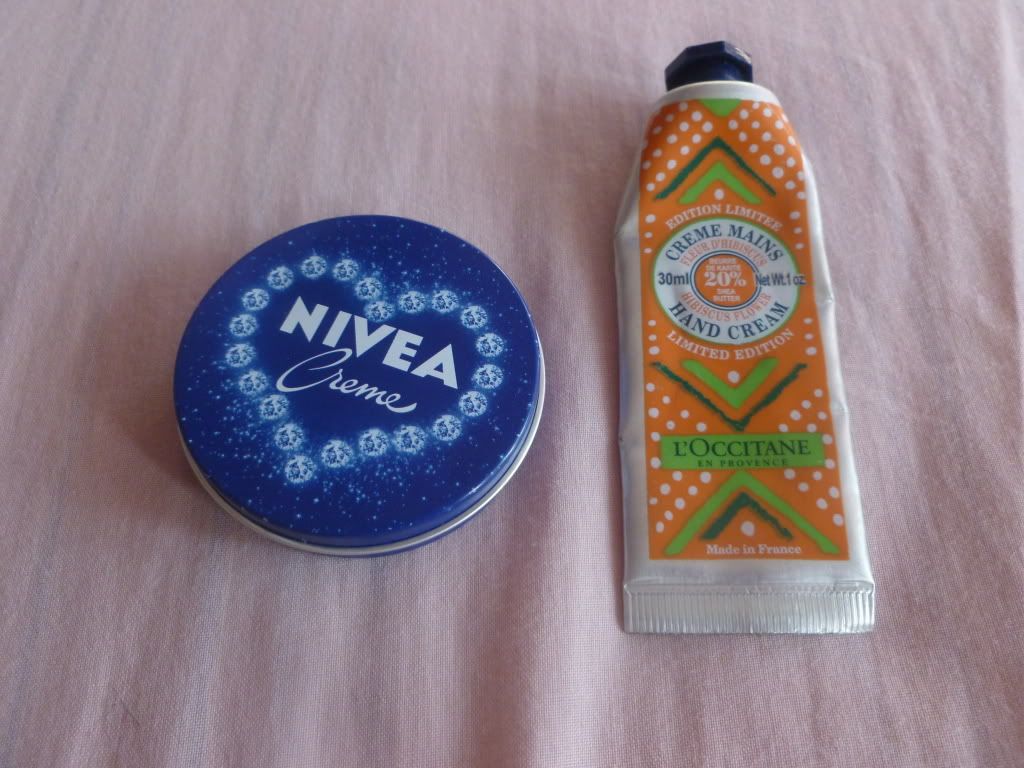 NIVEA
Creme
EDITION LIMITEE
CREME MAINS
FLEUR D'HIBISCUS
30ml
BEURRE
DE KARITE
20%
SHEA
BUTTER
Net Wt.1 oz
HIBISCUS FLOWER
HAND CREAM
LIMITED EDITION
L'OCCITANE
EN PROVENCE
Made in France